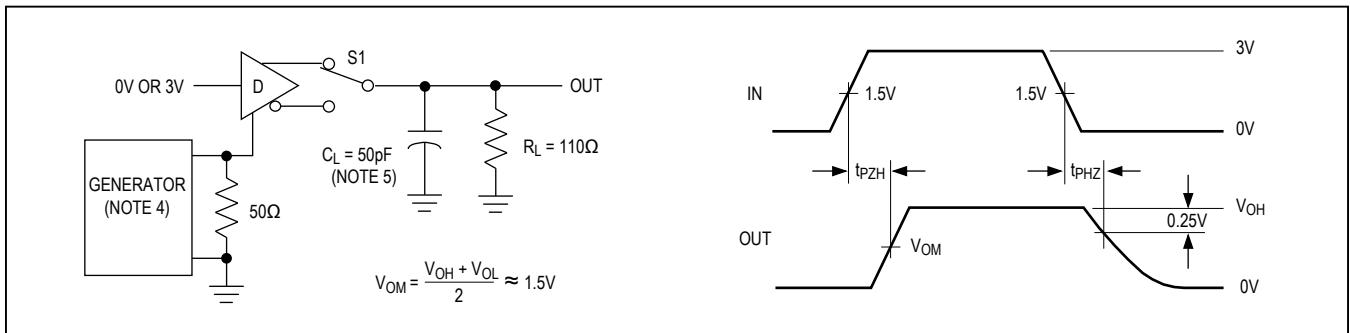 S1
0V OR 3V
D
OUT
GENERATOR
(NOTE 4)
50Ω
C_L = 50pF
(NOTE 5)
R_L = 110Ω
V_OM = (V_OH + V_OL) / 2 ≈ 1.5V
IN
3V
1.5V
1.5V
0V
t_PZH
t_PHZ
OUT
V_OM
V_OH
0.25V
0V